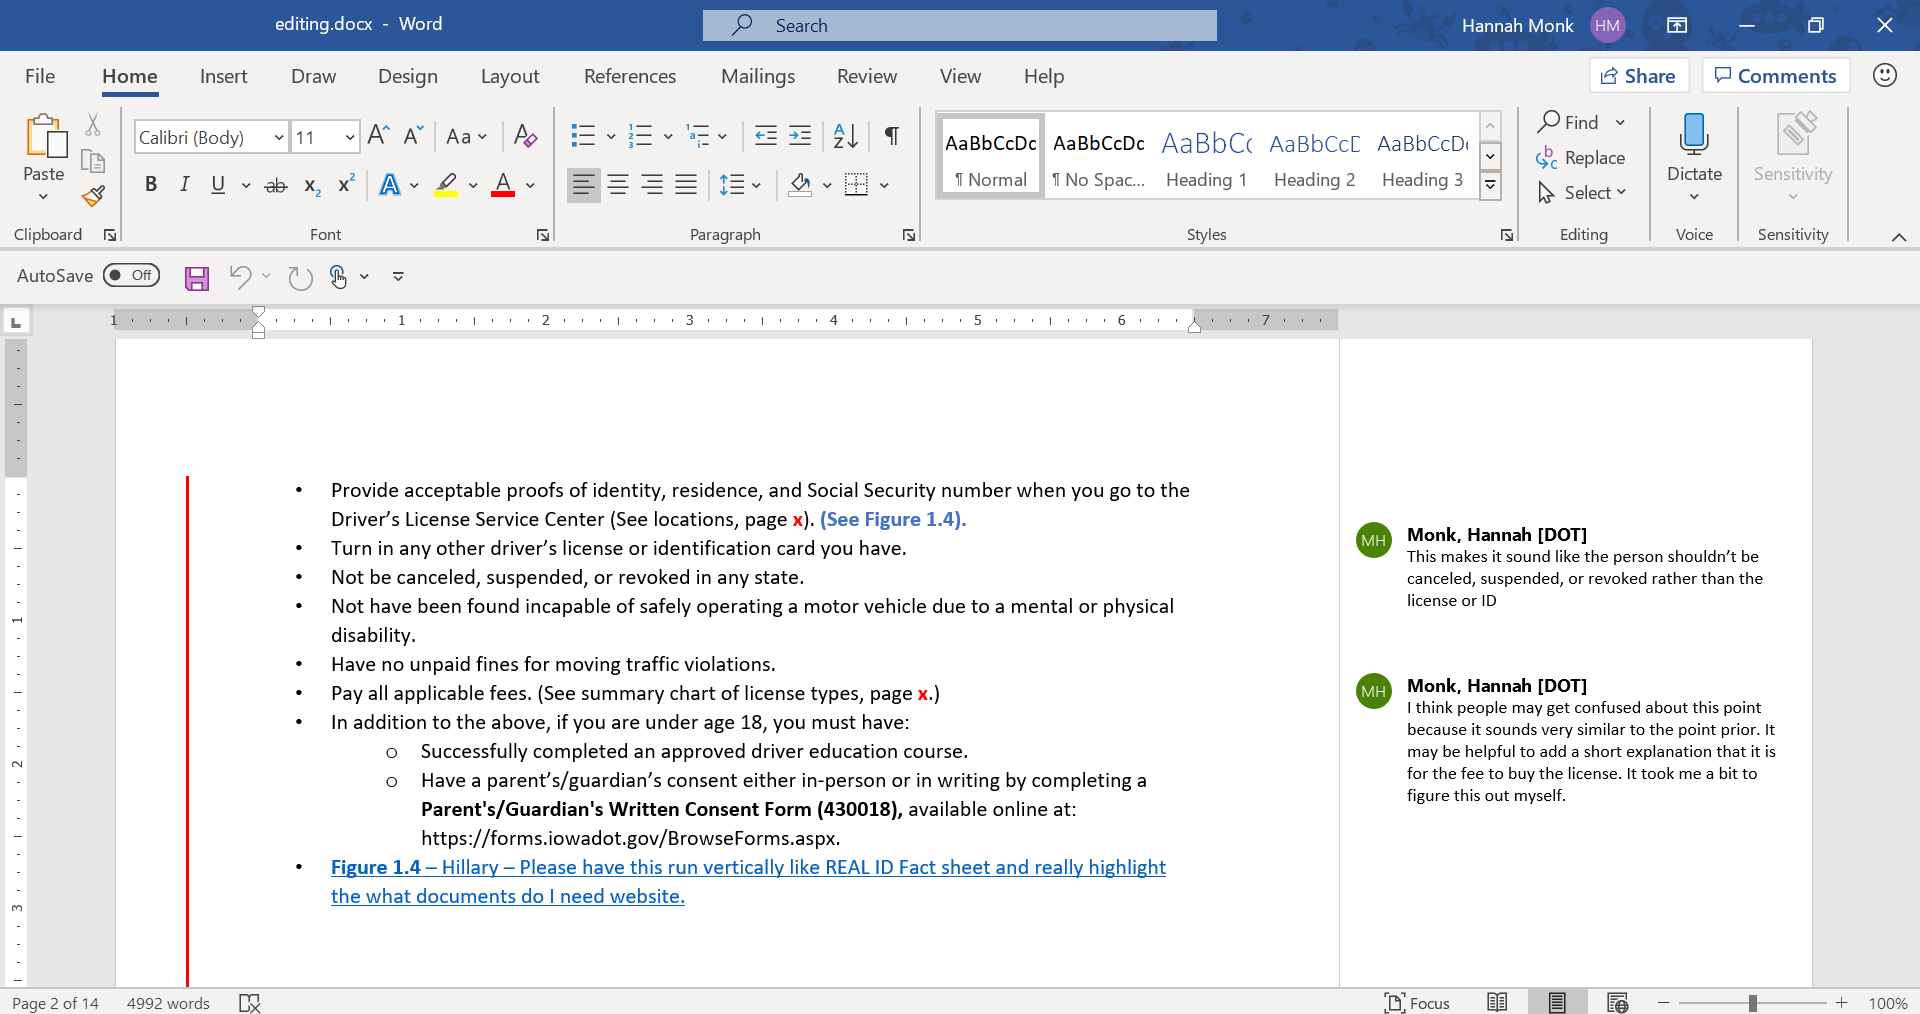 editing.docx - Word
Search
Hannah Monk HM
File Home Insert Draw Design Layout References Mailings Review View Help
Share Comments
Paste
Clipboard
Calibri (Body) 11
Aa
B I U ab x₂ x² A A
Font
Paragraph
AaBbCcDc AaBbCcDc AaBbCc AaBbCcD AaBbCcD
¶ Normal ¶ No Spac... Heading 1 Heading 2 Heading 3
Styles
Find
Replace
Select
Editing
Dictate
Voice
Sensitivity
Sensitivity
AutoSave Off
1 1 2 3 4 5 6 7
• Provide acceptable proofs of identity, residence, and Social Security number when you go to the
Driver’s License Service Center (See locations, page x). (See Figure 1.4).
• Turn in any other driver’s license or identification card you have.
• Not be canceled, suspended, or revoked in any state.
• Not have been found incapable of safely operating a motor vehicle due to a mental or physical
disability.
• Have no unpaid fines for moving traffic violations.
• Pay all applicable fees. (See summary chart of license types, page x.)
• In addition to the above, if you are under age 18, you must have:
o Successfully completed an approved driver education course.
o Have a parent’s/guardian’s consent either in-person or in writing by completing a
Parent's/Guardian's Written Consent Form (430018), available online at:
https://forms.iowadot.gov/BrowseForms.aspx.
• Figure 1.4 – Hillary – Please have this run vertically like REAL ID Fact sheet and really highlight
the what documents do I need website.
1
2
3
MH Monk, Hannah [DOT]
This makes it sound like the person shouldn’t be
canceled, suspended, or revoked rather than the
license or ID
MH Monk, Hannah [DOT]
I think people may get confused about this point
because it sounds very similar to the point prior. It
may be helpful to add a short explanation that it is
for the fee to buy the license. It took me a bit to
figure this out myself.
Page 2 of 14 4992 words
Focus
100%